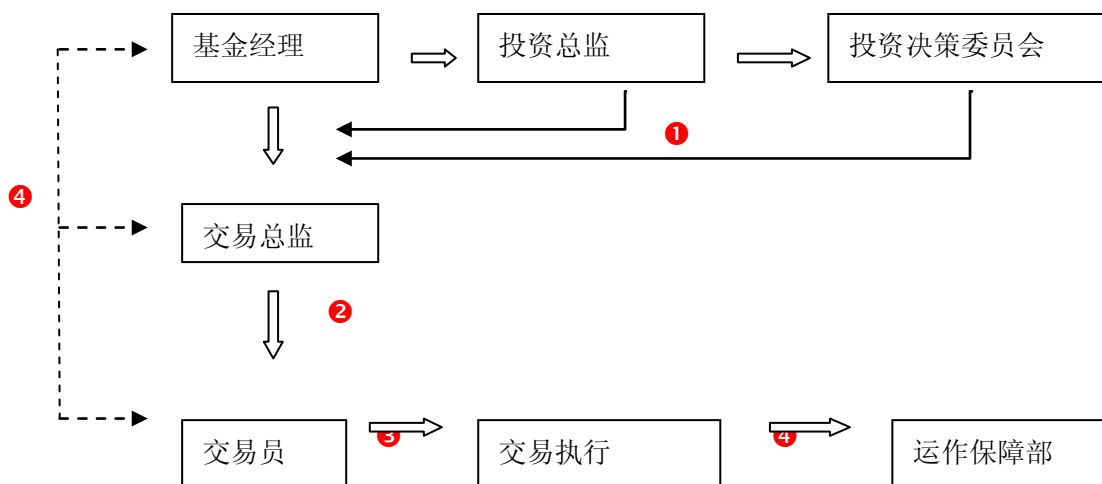 基金经理
投资总监
投资决策委员会
❶
❹
交易总监
❷
交易员
❸
交易执行
❹
运作保障部